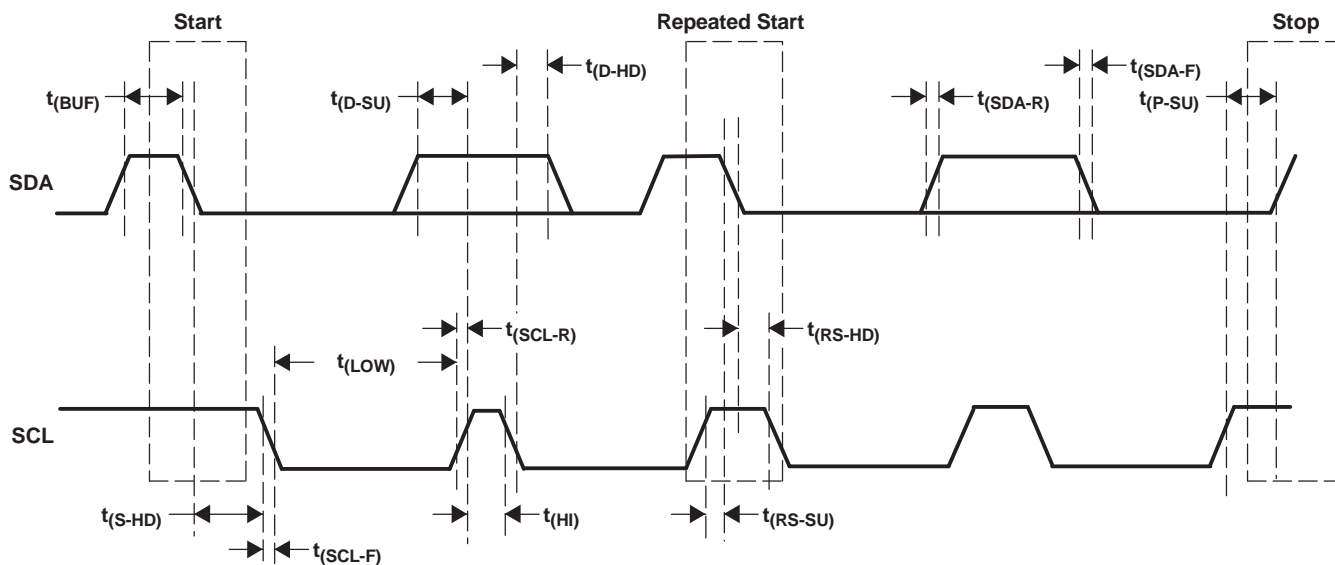 Start
Repeated Start
Stop
t(BUF)
t(D-SU)
t(D-HD)
t(SDA-R)
t(SDA-F)
t(P-SU)
SDA
t(LOW)
t(SCL-R)
t(RS-HD)
SCL
t(S-HD)
t(SCL-F)
t(HI)
t(RS-SU)